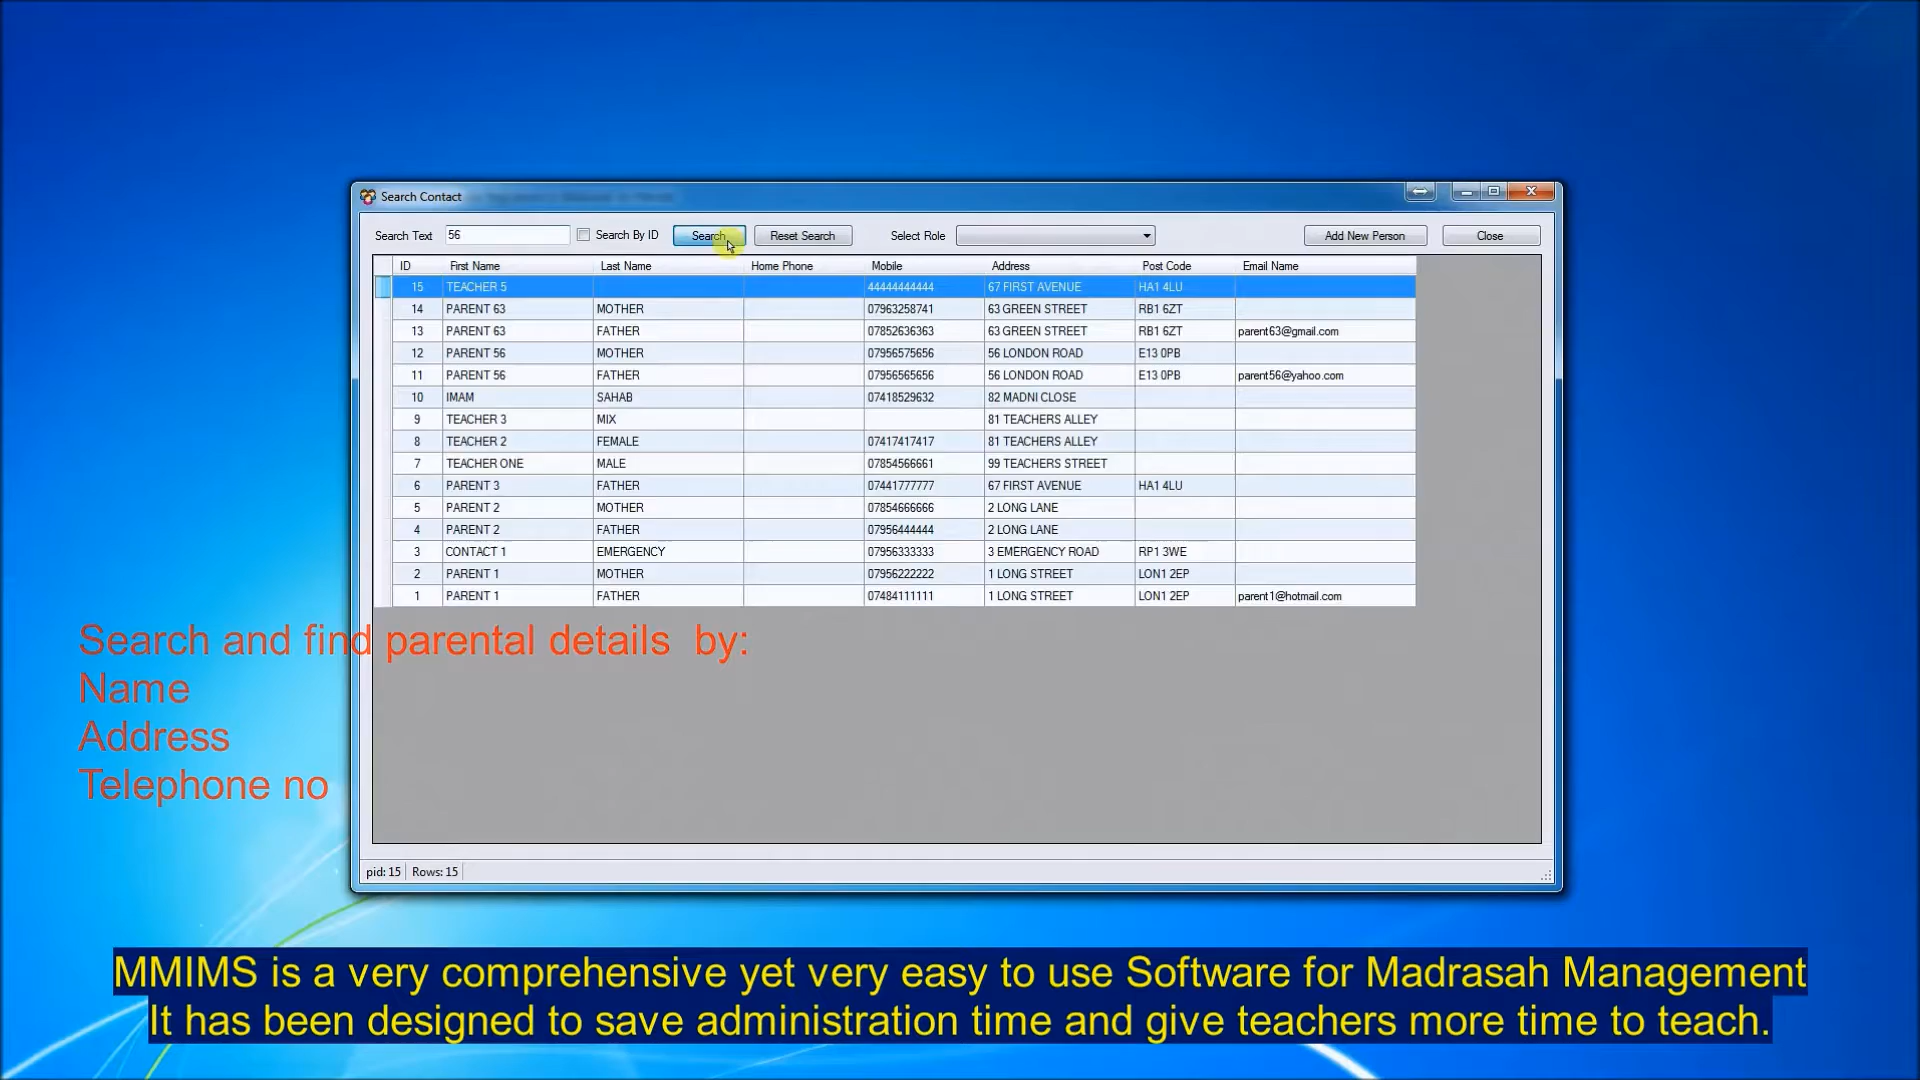 Search Contact
Search Text 56 Search By ID Search Reset Search Select Role Add New Person Close
ID First Name Last Name Home Phone Mobile Address Post Code Email Name
15 TEACHER 5 44444444444 67 FIRST AVENUE HA1 4LU
14 PARENT 63 MOTHER 07963258741 63 GREEN STREET RB1 6ZT
13 PARENT 63 FATHER 07852636363 63 GREEN STREET RB1 6ZT parent63@gmail.com
12 PARENT 56 MOTHER 07956575656 56 LONDON ROAD E13 0PB
11 PARENT 56 FATHER 07956565656 56 LONDON ROAD E13 0PB parent56@yahoo.com
10 IMAM SAHAB 07418529632 82 MADNI CLOSE
9 TEACHER 3 MIX 81 TEACHERS ALLEY
8 TEACHER 2 FEMALE 07417417417 81 TEACHERS ALLEY
7 TEACHER ONE MALE 07854566661 99 TEACHERS STREET
6 PARENT 3 FATHER 07441777777 67 FIRST AVENUE HA1 4LU
5 PARENT 2 MOTHER 07854666666 2 LONG LANE
4 PARENT 2 FATHER 07956444444 2 LONG LANE
3 CONTACT 1 EMERGENCY 07956333333 3 EMERGENCY ROAD RP1 3WE
2 PARENT 1 MOTHER 07956222222 1 LONG STREET LON1 2EP
1 PARENT 1 FATHER 07484111111 1 LONG STREET LON1 2EP parent1@hotmail.com
Search and find parental details by:
Name
Address
Telephone no
pid: 15 Rows: 15
MMIMS is a very comprehensive yet very easy to use Software for Madrasah Management
It has been designed to save administration time and give teachers more time to teach.